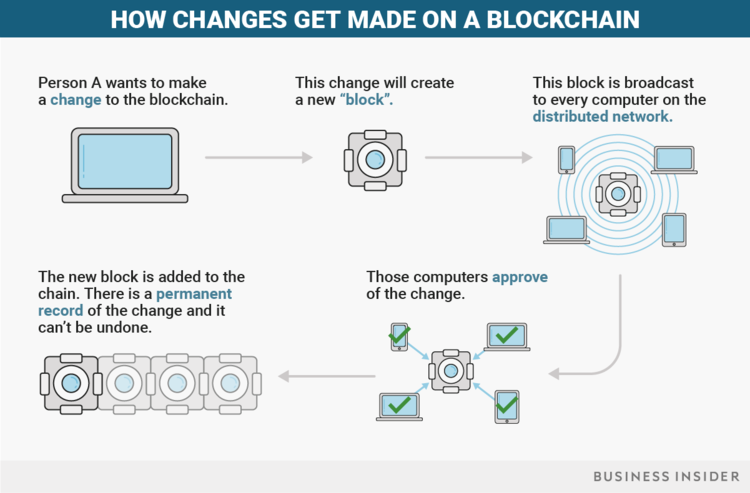 HOW CHANGES GET MADE ON A BLOCKCHAIN
Person A wants to make
a change to the blockchain.
This change will create
a new “block”.
This block is broadcast
to every computer on the
distributed network.
Those computers approve
of the change.
The new block is added to the
chain. There is a permanent
record of the change and it
can’t be undone.
BUSINESS INSIDER